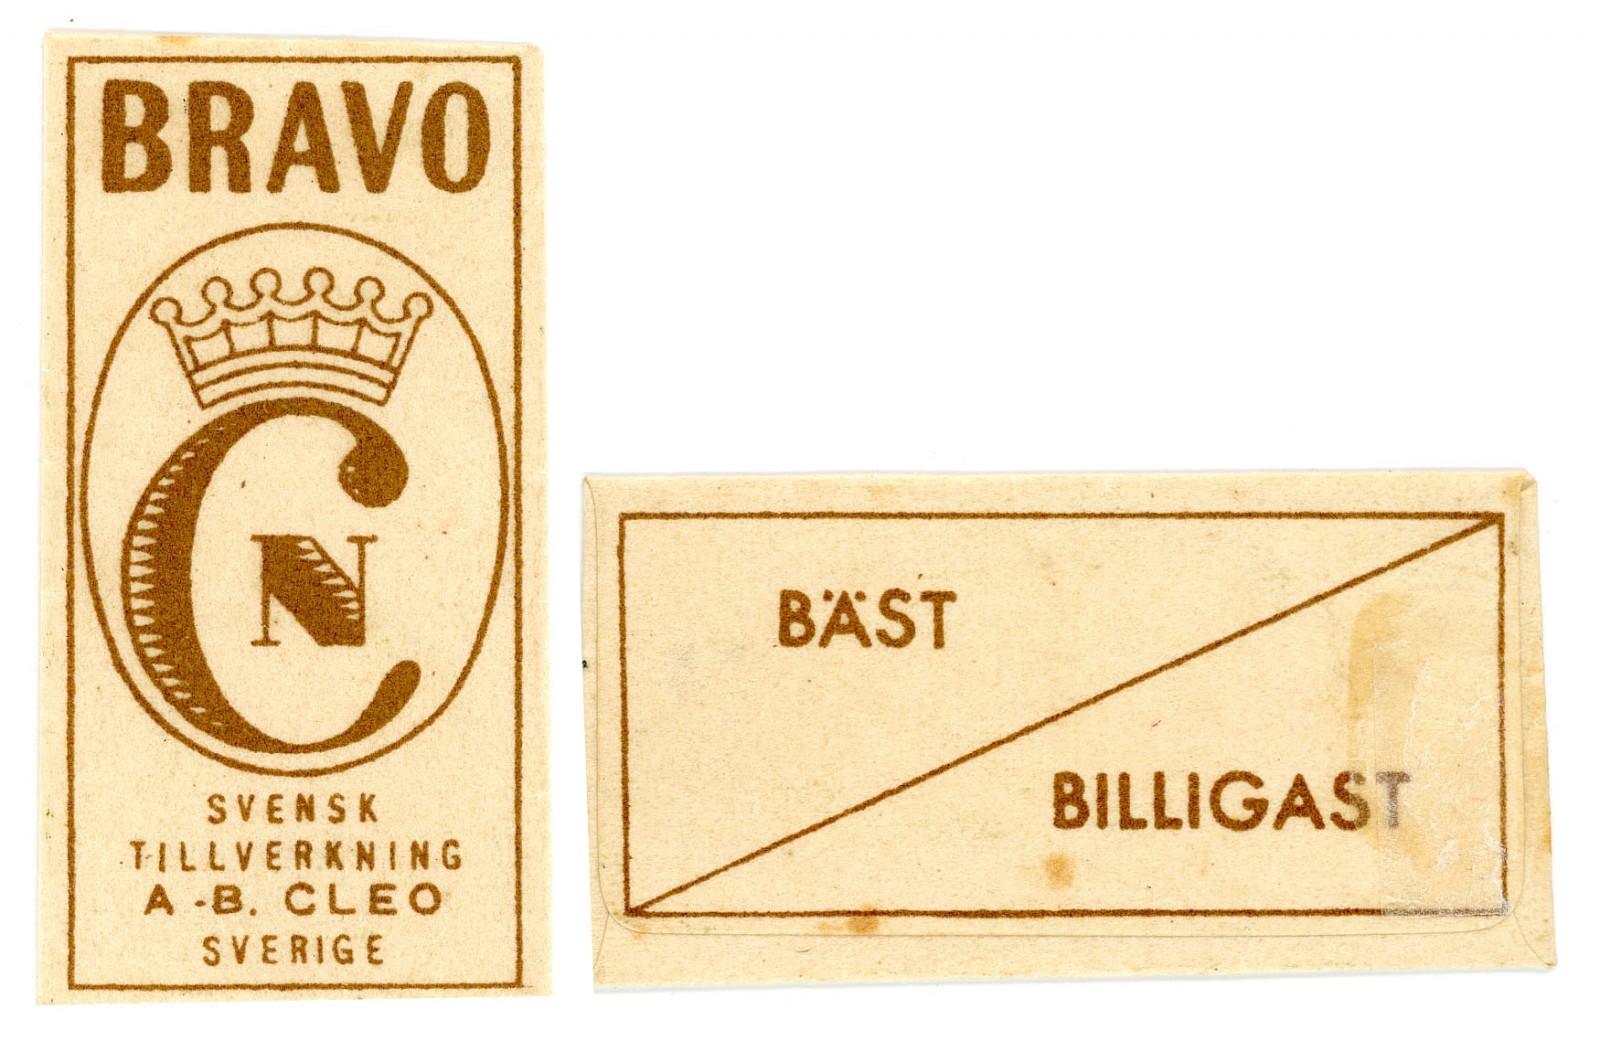 BRAVO
C
N
SVENSK
TILLVERKNING
A.-B. CLEO
SVERIGE
BÄST
BILLIGAST